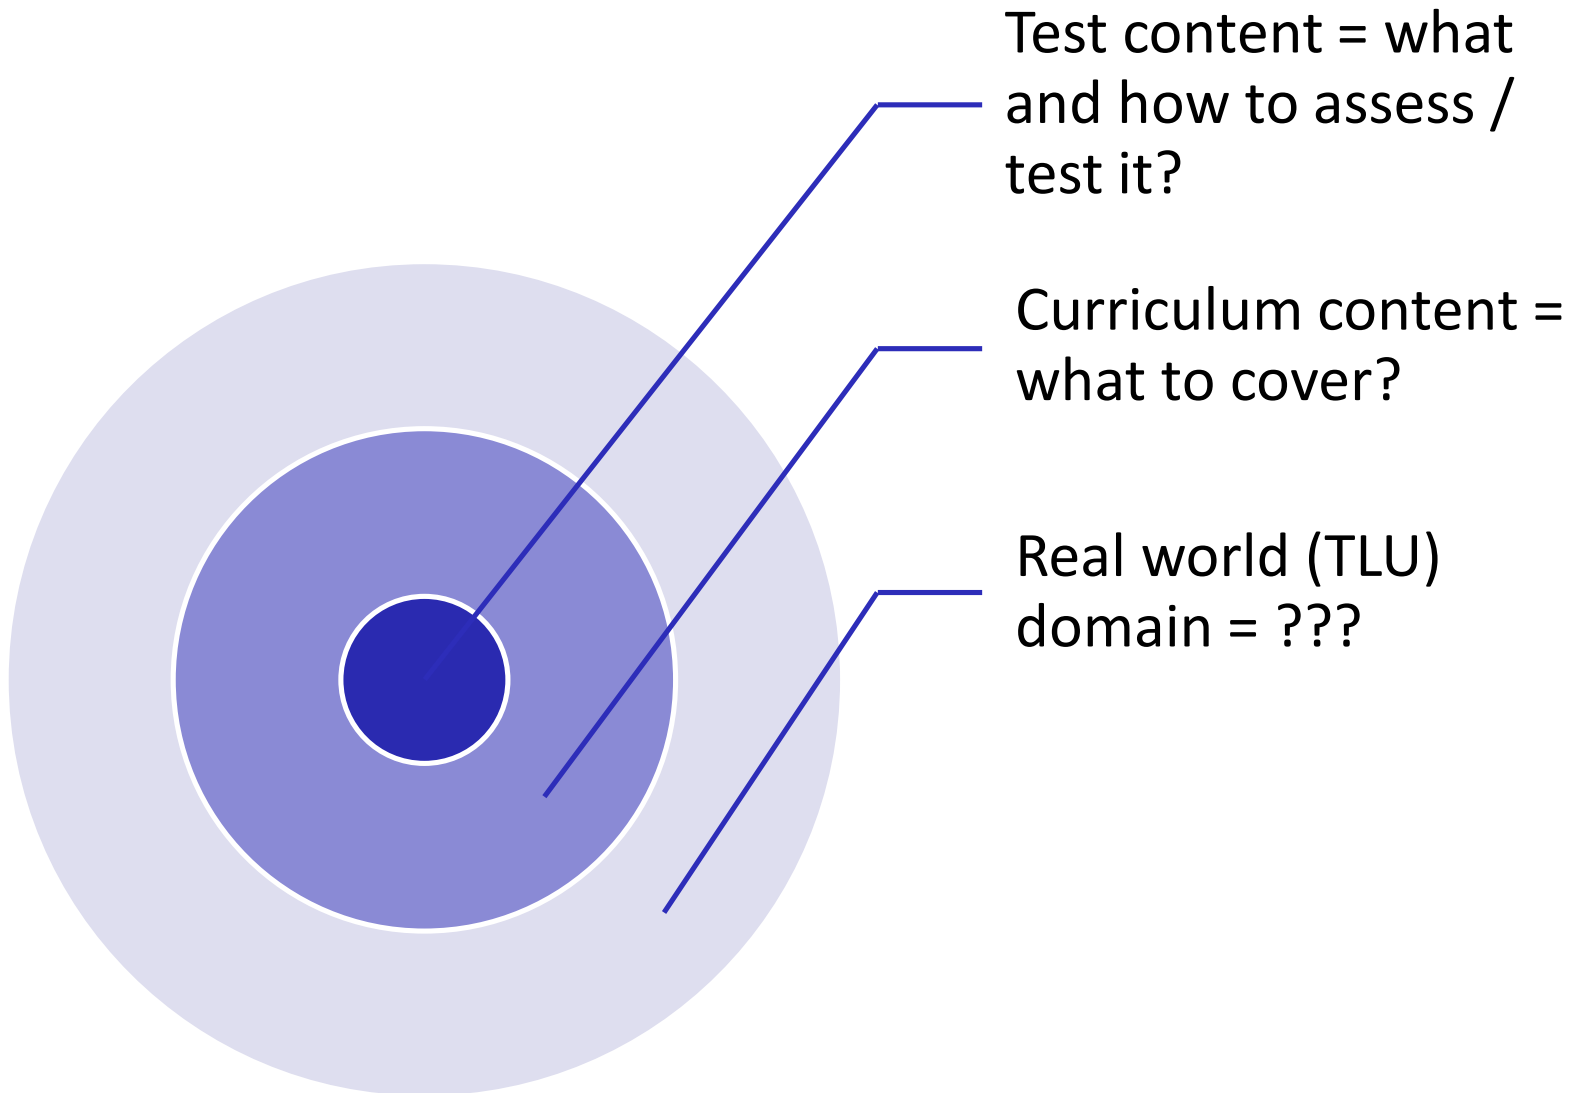 Test content = what
and how to assess /
test it?
Curriculum content =
what to cover?
Real world (TLU)
domain = ???